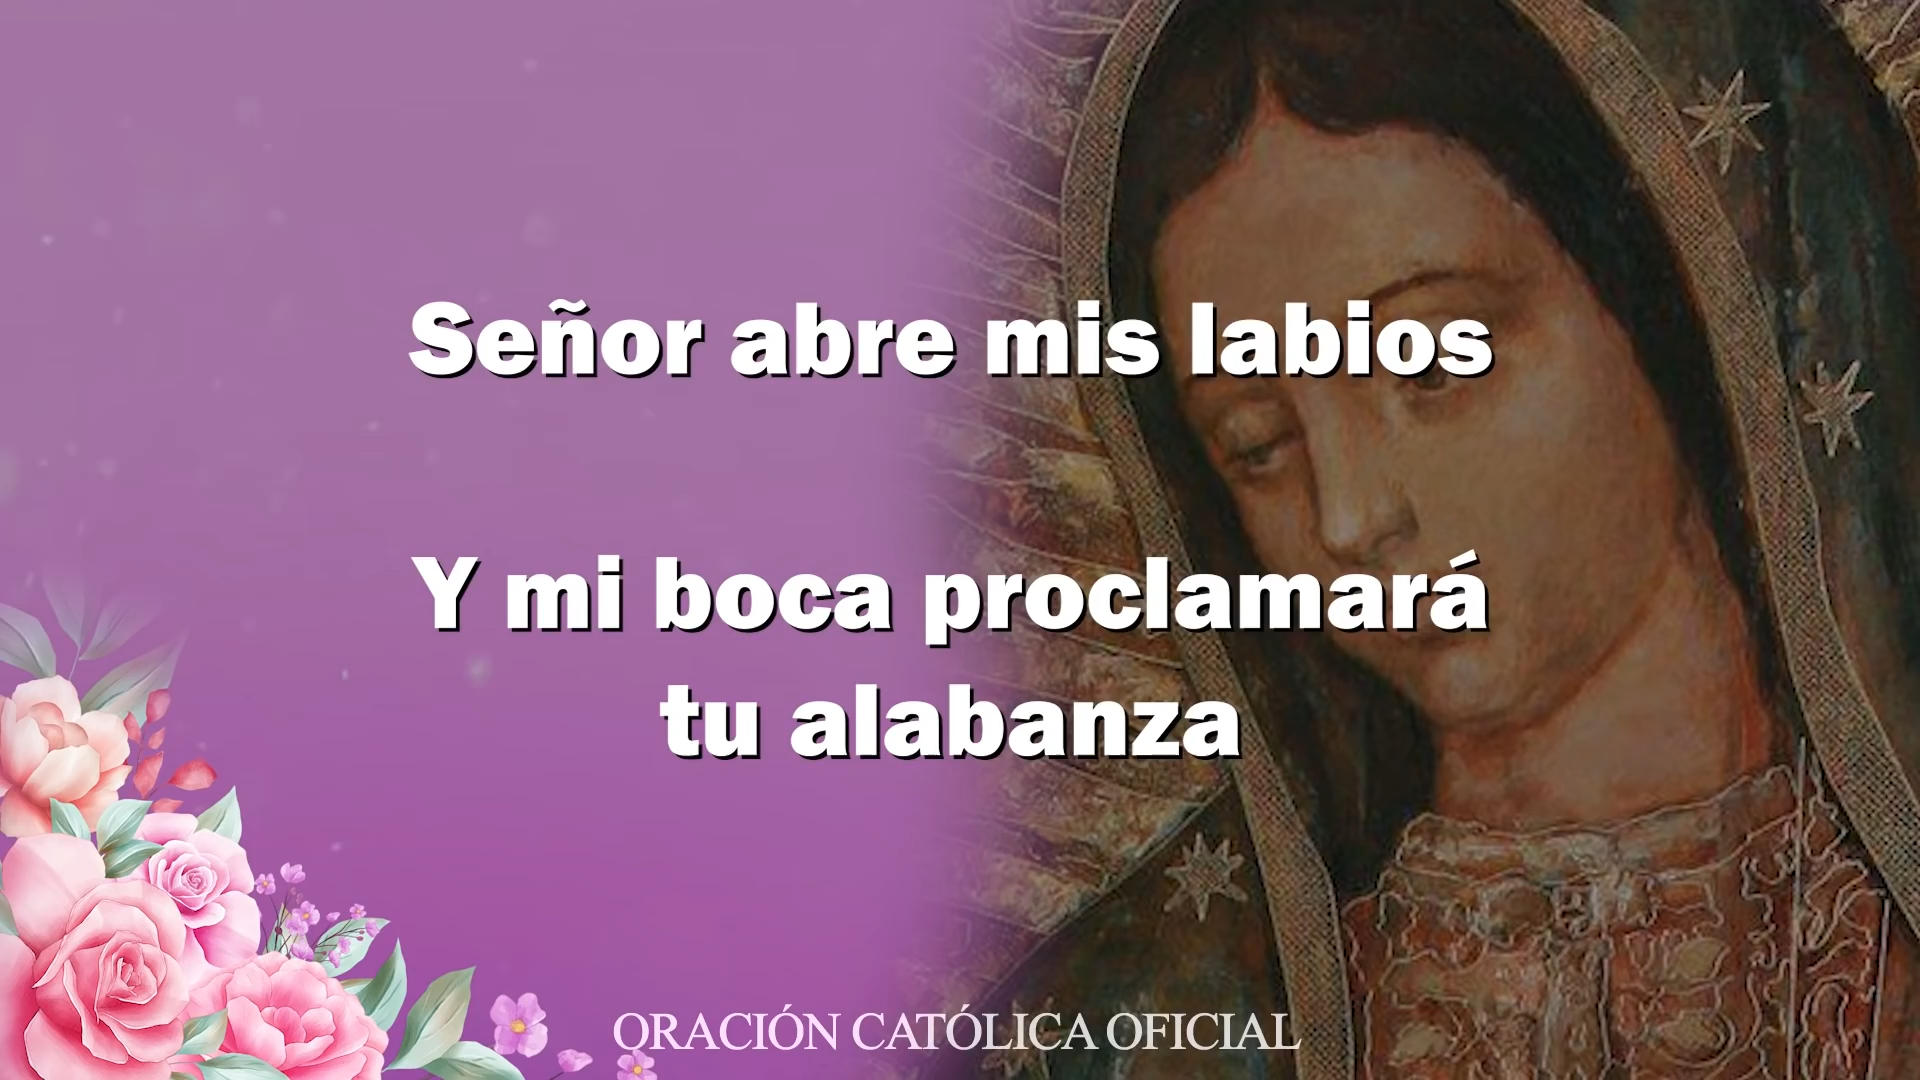 Señor abre mis labios
Y mi boca proclamará
tu alabanza
ORACIÓN CATÓLICA OFICIAL